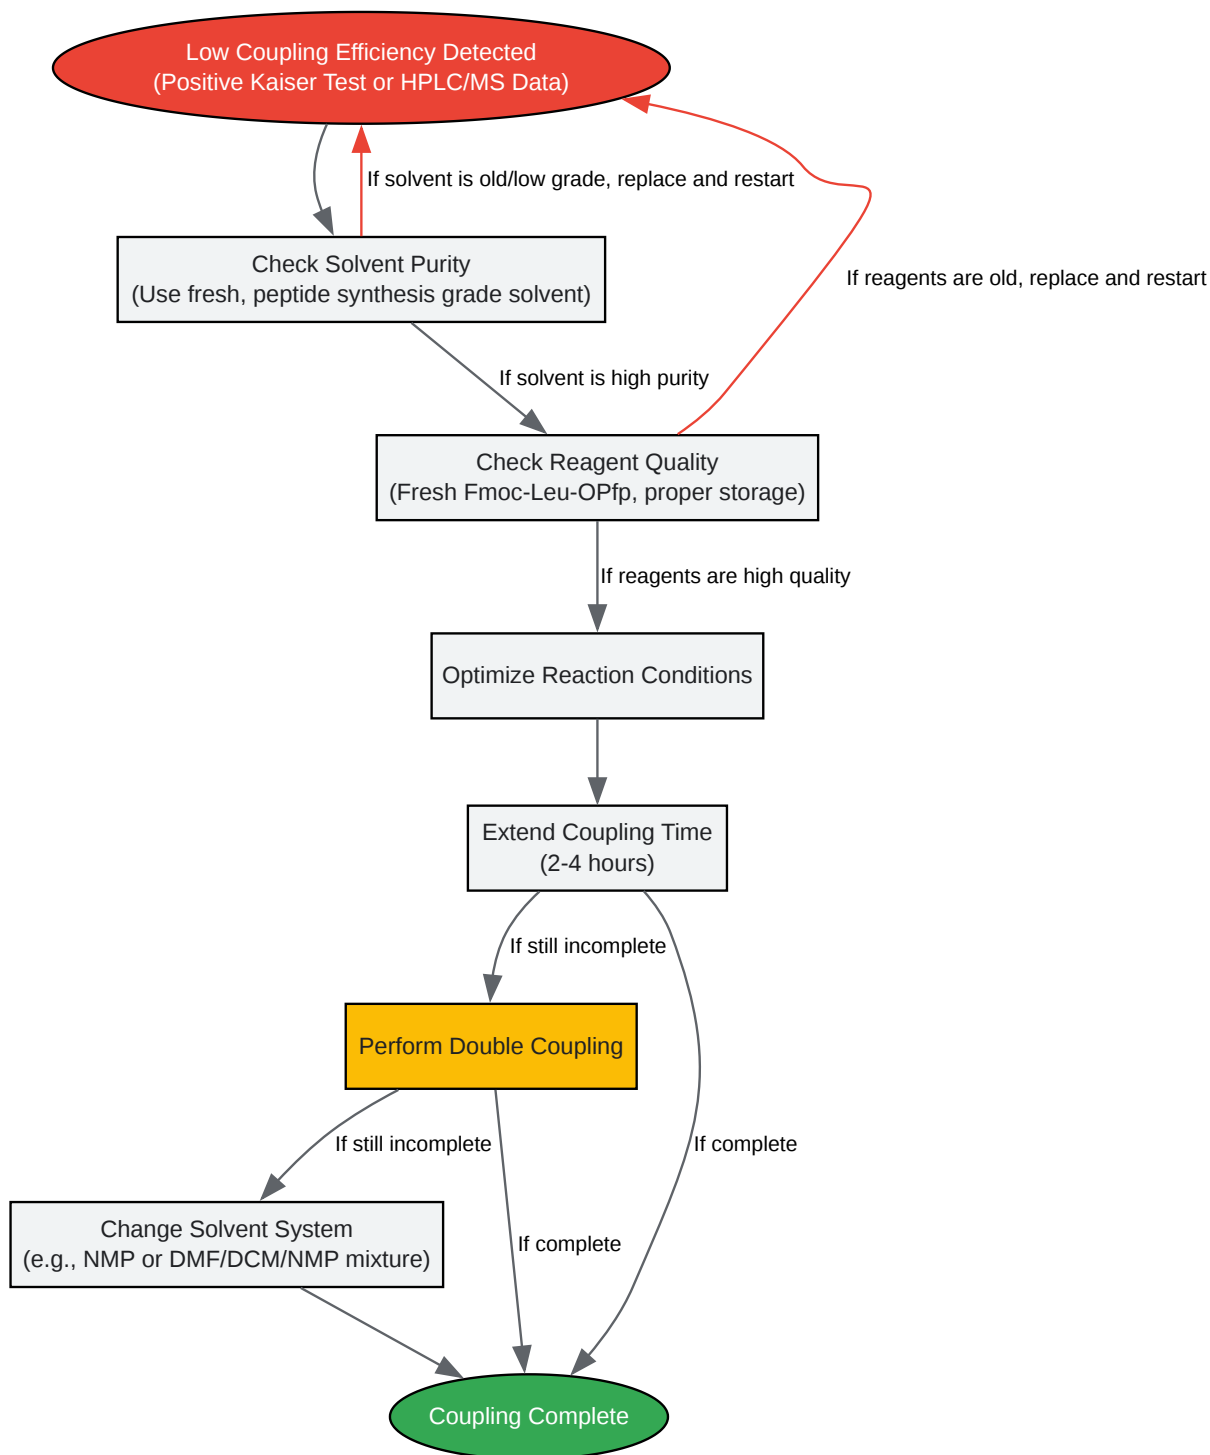 Low Coupling Efficiency Detected
(Positive Kaiser Test or HPLC/MS Data)
If solvent is old/low grade, replace and restart
Check Solvent Purity
(Use fresh, peptide synthesis grade solvent)
If reagents are old, replace and restart
If solvent is high purity
Check Reagent Quality
(Fresh Fmoc-Leu-OPfp, proper storage)
If reagents are high quality
Optimize Reaction Conditions
Extend Coupling Time
(2-4 hours)
If still incomplete
Perform Double Coupling
If still incomplete
If complete
Change Solvent System
(e.g., NMP or DMF/DCM/NMP mixture)
If complete
Coupling Complete